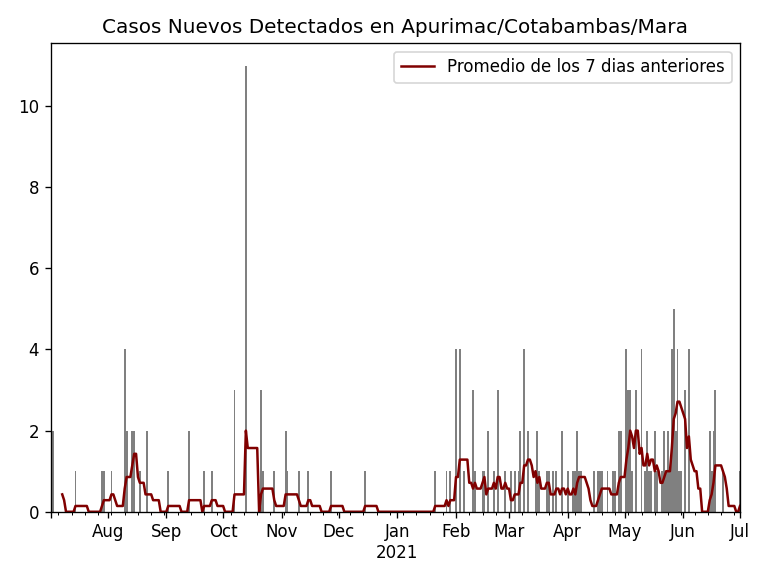 Casos Nuevos Detectados en Apurimac/Cotabambas/Mara
Promedio de los 7 dias anteriores
10
8
6
4
2
0
Aug Sep Oct Nov Dec Jan Feb Mar Apr May Jun Jul
2021